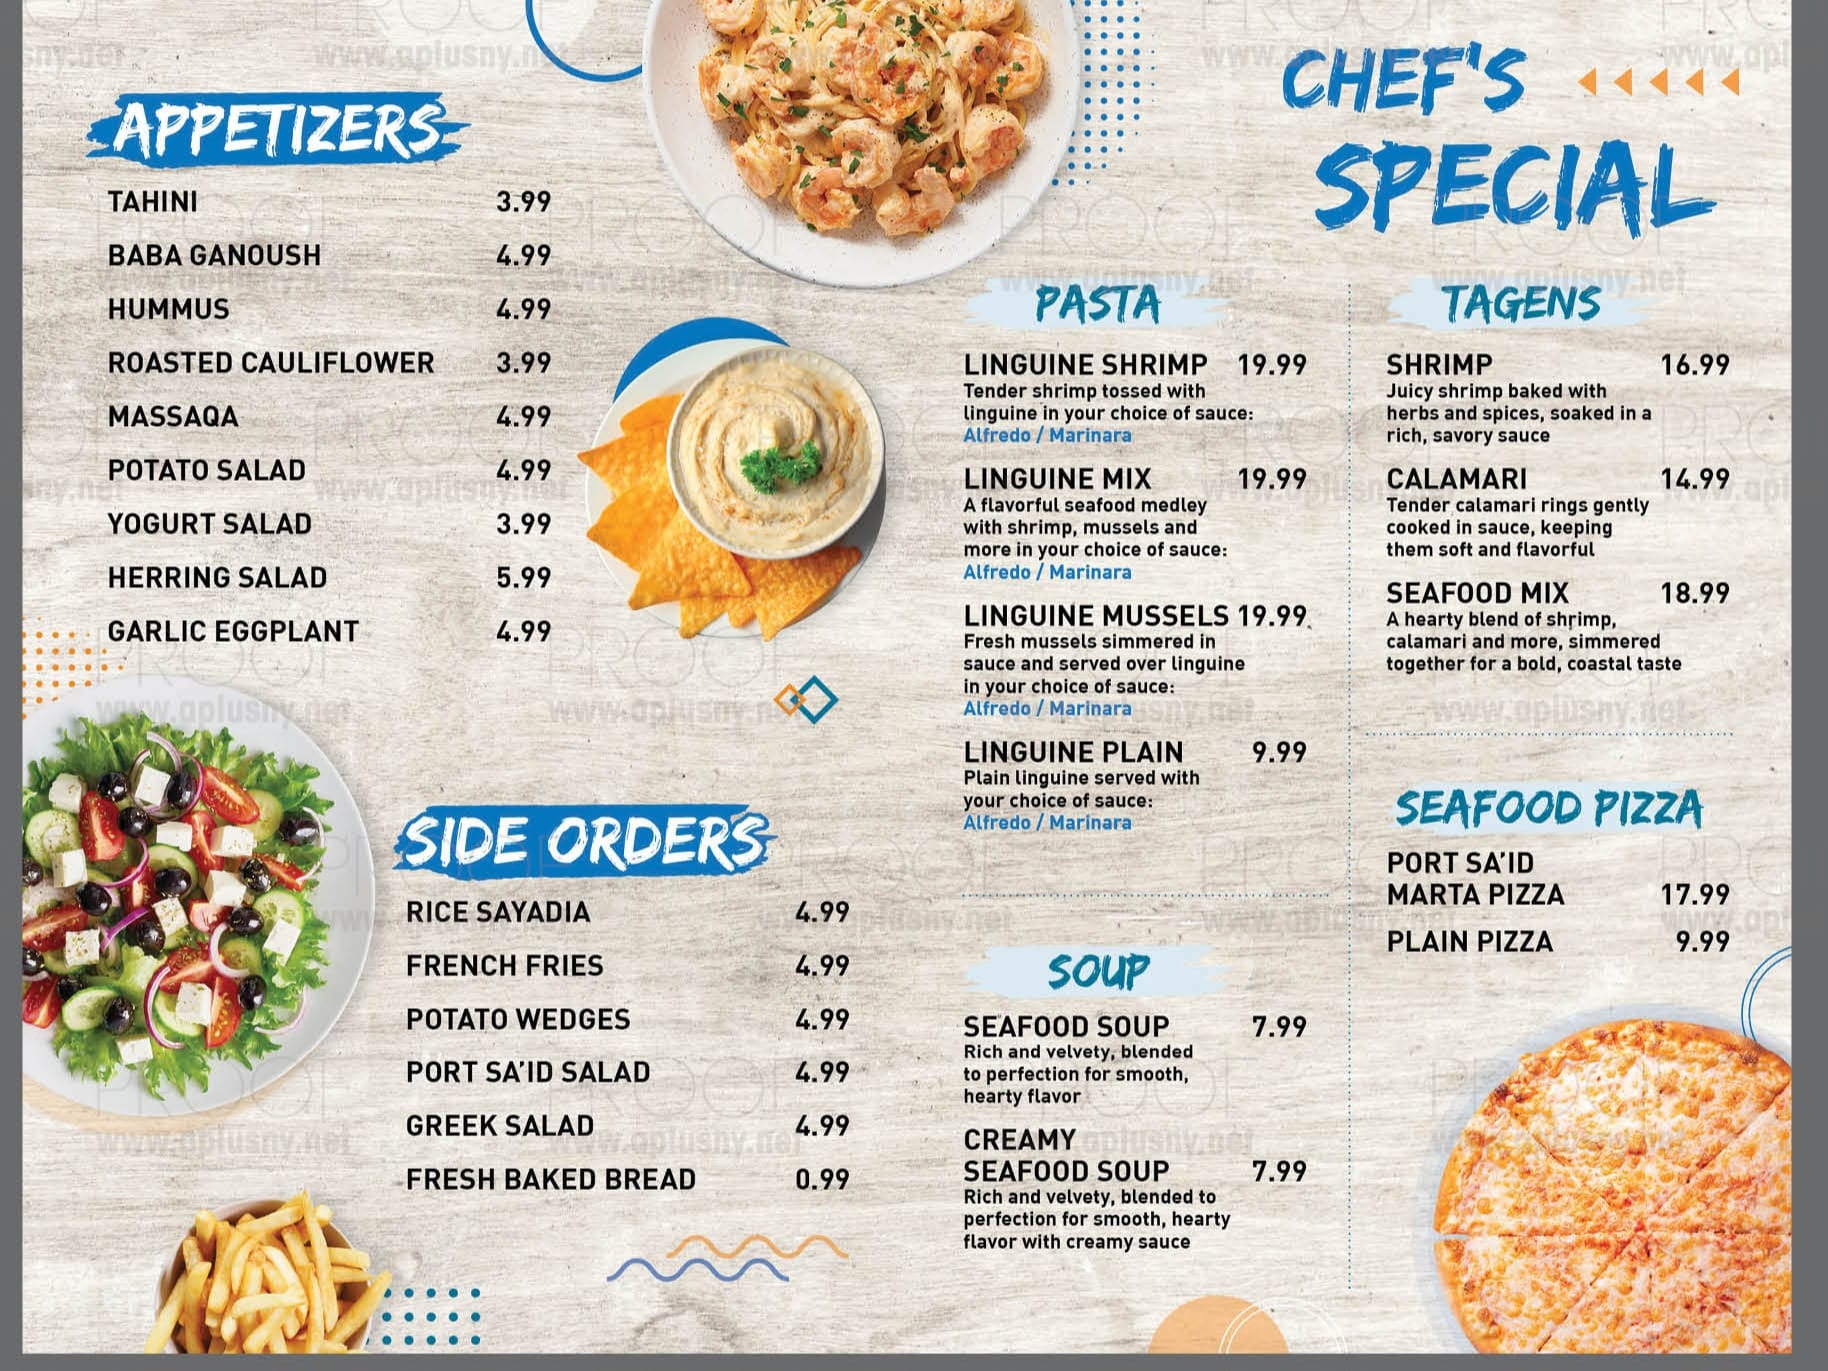 APPETIZERS
TAHINI 3.99
BABA GANOUSH 4.99
HUMMUS 4.99
ROASTED CAULIFLOWER 3.99
MASSAQA 4.99
POTATO SALAD 4.99
YOGURT SALAD 3.99
HERRING SALAD 5.99
GARLIC EGGPLANT 4.99
SIDE ORDERS
RICE SAYADIA 4.99
FRENCH FRIES 4.99
POTATO WEDGES 4.99
PORT SA'ID SALAD 4.99
GREEK SALAD 4.99
FRESH BAKED BREAD 0.99
CHEF'S
SPECIAL
PASTA
LINGUINE SHRIMP 19.99
Tender shrimp tossed with
linguine in your choice of sauce:
Alfredo / Marinara
LINGUINE MIX 19.99
A flavorful seafood medley
with shrimp, mussels and
more in your choice of sauce:
Alfredo / Marinara
LINGUINE MUSSELS 19.99
Fresh mussels simmered in
sauce and served over linguine
in your choice of sauce:
Alfredo / Marinara
LINGUINE PLAIN 9.99
Plain linguine served with
your choice of sauce:
Alfredo / Marinara
SOUP
SEAFOOD SOUP 7.99
Rich and velvety, blended
to perfection for smooth,
hearty flavor
CREAMY
SEAFOOD SOUP 7.99
Rich and velvety, blended to
perfection for smooth, hearty
flavor with creamy sauce
TAGENS
SHRIMP 16.99
Juicy shrimp baked with
herbs and spices, soaked in a
rich, savory sauce
CALAMARI 14.99
Tender calamari rings gently
cooked in sauce, keeping
them soft and flavorful
SEAFOOD MIX 18.99
A hearty blend of shrimp,
calamari and more, simmered
together for a bold, coastal taste
SEAFOOD PIZZA
PORT SA'ID
MARTA PIZZA 17.99
PLAIN PIZZA 9.99
PROOF
www.aplusny.net